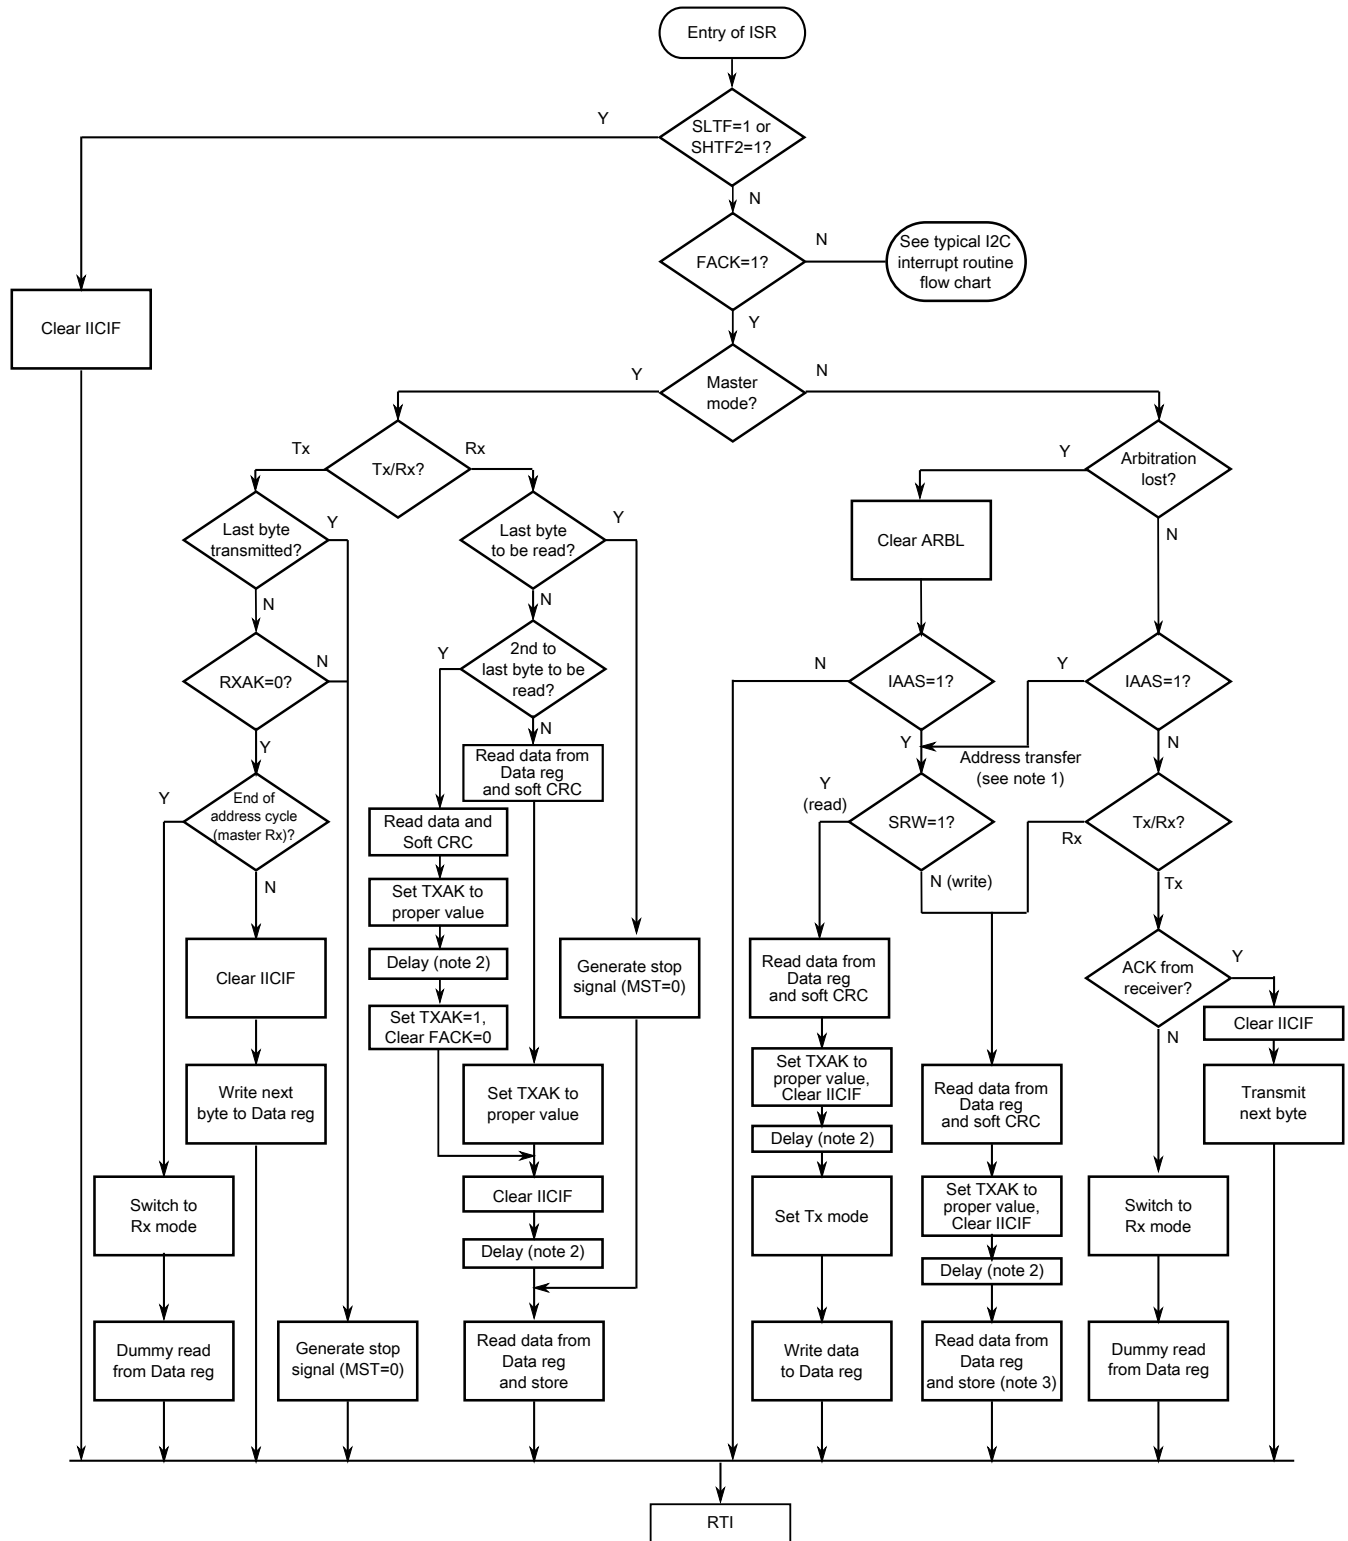 Entry of ISR
Y
SLTF=1 or
SHTF2=1?
N
FACK=1?
N
See typical I2C
interrupt routine
flow chart
Clear IICIF
Y
Y
Master
mode?
N
Tx
Tx/Rx?
Rx
Y
Arbitration
lost?
Last byte
transmitted?
Y
Last byte
to be read?
Y
Clear ARBL
N
N
N
RXAK=0?
N
Y
2nd to
last byte to be
read?
N
IAAS=1?
Y
IAAS=1?
Y
N
Read data from
Data reg
and soft CRC
Y
Address transfer
(see note 1)
N
Y
End of
address cycle
(master Rx)?
Read data and
Soft CRC
Y
(read)
SRW=1?
Rx
Tx/Rx?
N
Set TXAK to
proper value
N (write)
Tx
Clear IICIF
Delay (note 2)
Generate stop
signal (MST=0)
Read data from
Data reg
and soft CRC
ACK from
receiver?
Y
Set TXAK=1,
Clear FACK=0
N
Clear IICIF
Write next
byte to Data reg
Set TXAK to
proper value
Set TXAK to
proper value,
Clear IICIF
Read data from
Data reg
and soft CRC
Transmit
next byte
Delay (note 2)
Switch to
Rx mode
Clear IICIF
Set Tx mode
Set TXAK to
proper value,
Clear IICIF
Switch to
Rx mode
Delay (note 2)
Delay (note 2)
Dummy read
from Data reg
Generate stop
signal (MST=0)
Read data from
Data reg
and store
Write data
to Data reg
Read data from
Data reg
and store (note 3)
Dummy read
from Data reg
RTI